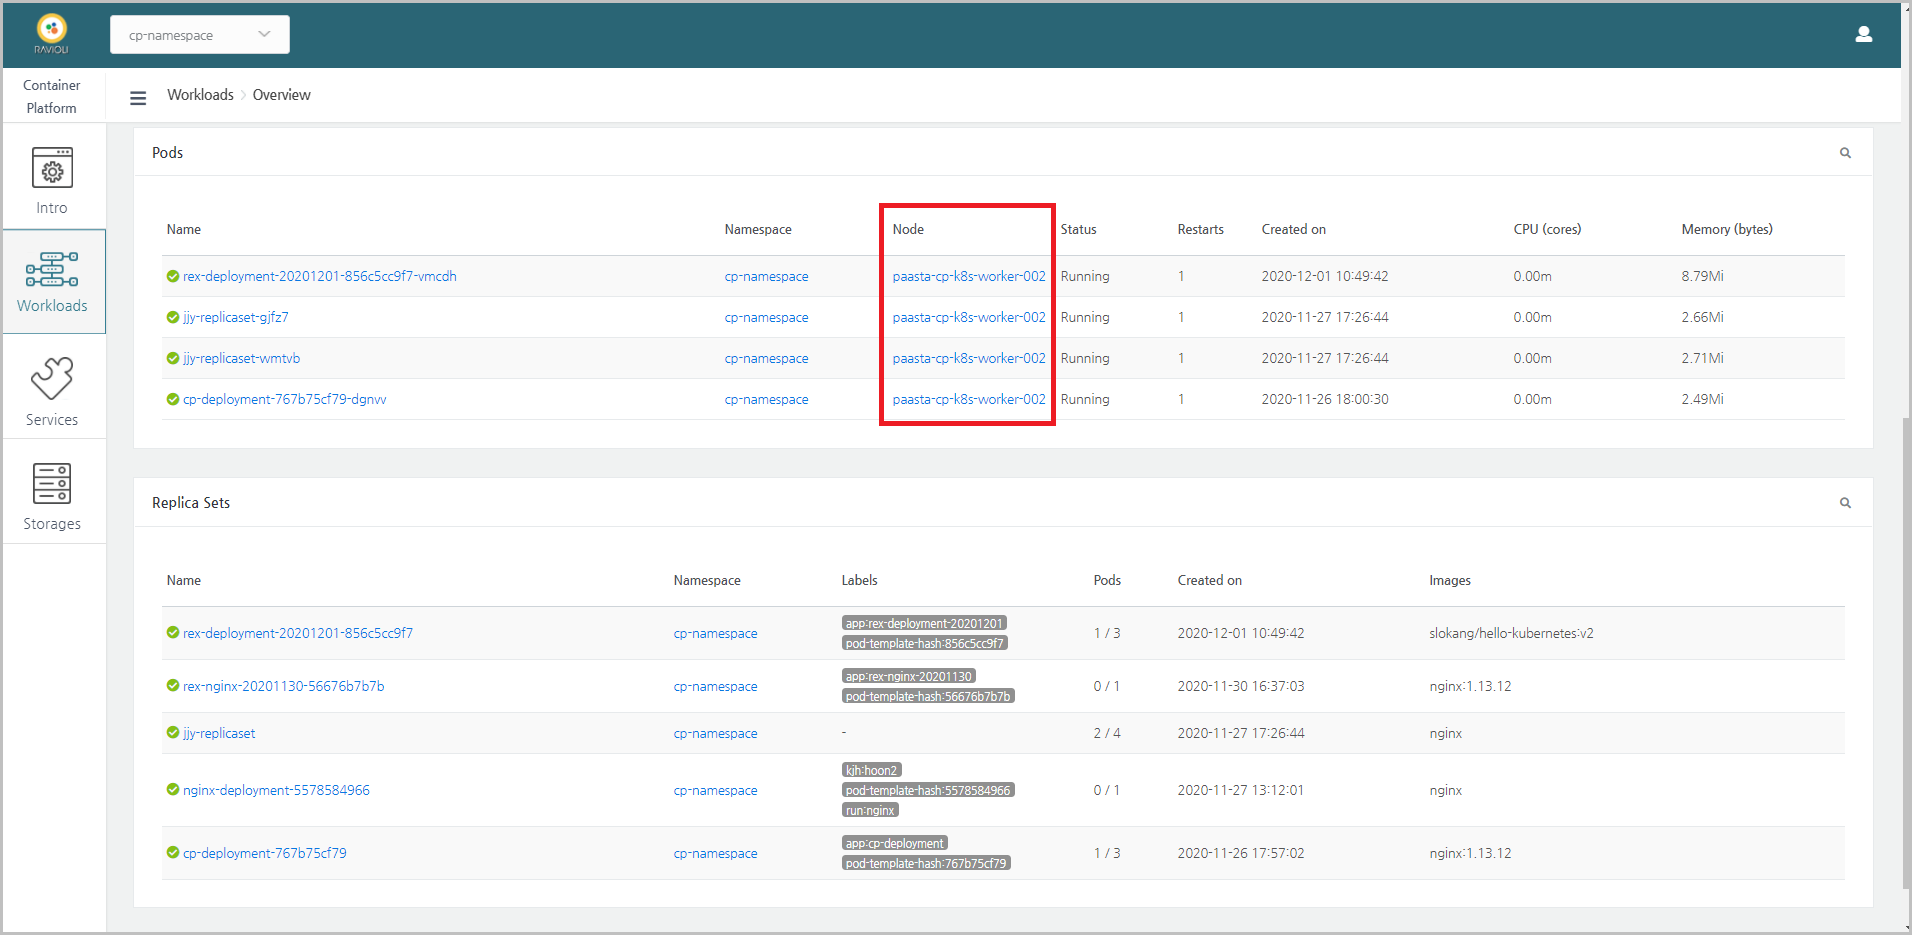 RAVIOLI
cp-namespace
Container
Platform
Workloads Overview
Intro
Workloads
Services
Storages
Pods
Name Namespace Node Status Restarts Created on CPU (cores) Memory (bytes)
rex-deployment-20201201-856c5cc9f7-vmcdh cp-namespace paasta-cp-k8s-worker-002 Running 1 2020-12-01 10:49:42 0.00m 8.79Mi
jjy-replicaset-gjfz7 cp-namespace paasta-cp-k8s-worker-002 Running 1 2020-11-27 17:26:44 0.00m 2.66Mi
jjy-replicaset-wmtvb cp-namespace paasta-cp-k8s-worker-002 Running 1 2020-11-27 17:26:44 0.00m 2.71Mi
cp-deployment-767b75cf79-dgnvv cp-namespace paasta-cp-k8s-worker-002 Running 1 2020-11-26 18:00:30 0.00m 2.49Mi
Replica Sets
Name Namespace Labels Pods Created on Images
rex-deployment-20201201-856c5cc9f7 cp-namespace app:rex-deployment-20201201 1 / 3 2020-12-01 10:49:42 slokang/hello-kubernetes:v2
pod-template-hash:856c5cc9f7
rex-nginx-20201130-56676b7b7b cp-namespace app:rex-nginx-20201130 0 / 1 2020-11-30 16:37:03 nginx:1.13.12
pod-template-hash:56676b7b7b
jjy-replicaset cp-namespace - 2 / 4 2020-11-27 17:26:44 nginx
kjh:hoon2
nginx-deployment-5578584966 cp-namespace pod-template-hash:5578584966 0 / 1 2020-11-27 13:12:01 nginx
run:nginx
cp-deployment-767b75cf79 cp-namespace app:cp-deployment 1 / 3 2020-11-26 17:57:02 nginx:1.13.12
pod-template-hash:767b75cf79